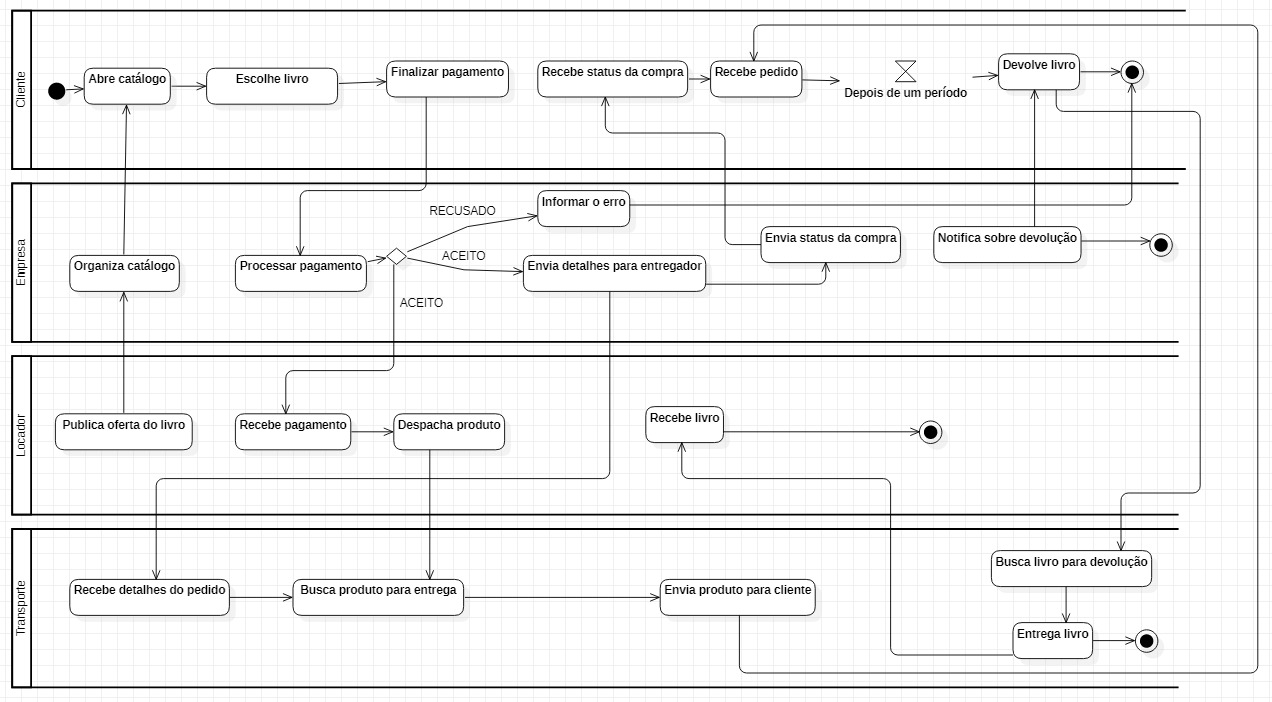 Cliente
Abre catálogo
Escolhe livro
Finalizar pagamento
Recebe status da compra
Recebe pedido
Depois de um período
Devolve livro
Empresa
Organiza catálogo
Processar pagamento
RECUSADO
Informar o erro
ACEITO
Envia detalhes para entregador
ACEITO
Envia status da compra
Notifica sobre devolução
Locador
Publica oferta do livro
Recebe pagamento
Despacha produto
Recebe livro
Transporte
Recebe detalhes do pedido
Busca produto para entrega
Envia produto para cliente
Busca livro para devolução
Entrega livro